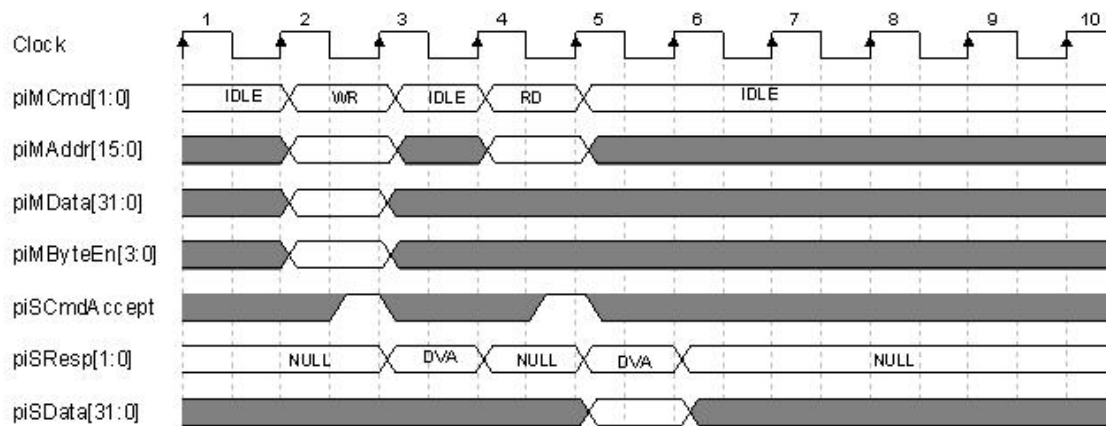 1 2 3 4 5 6 7 8 9 10
Clock
piMCmd[1:0] IDLE WR IDLE RD IDLE
piMAddr[15:0]
piMData[31:0]
piMByteEn[3:0]
piSCmdAccept
piSResp[1:0] NULL DVA NULL DVA NULL
piSData[31:0]